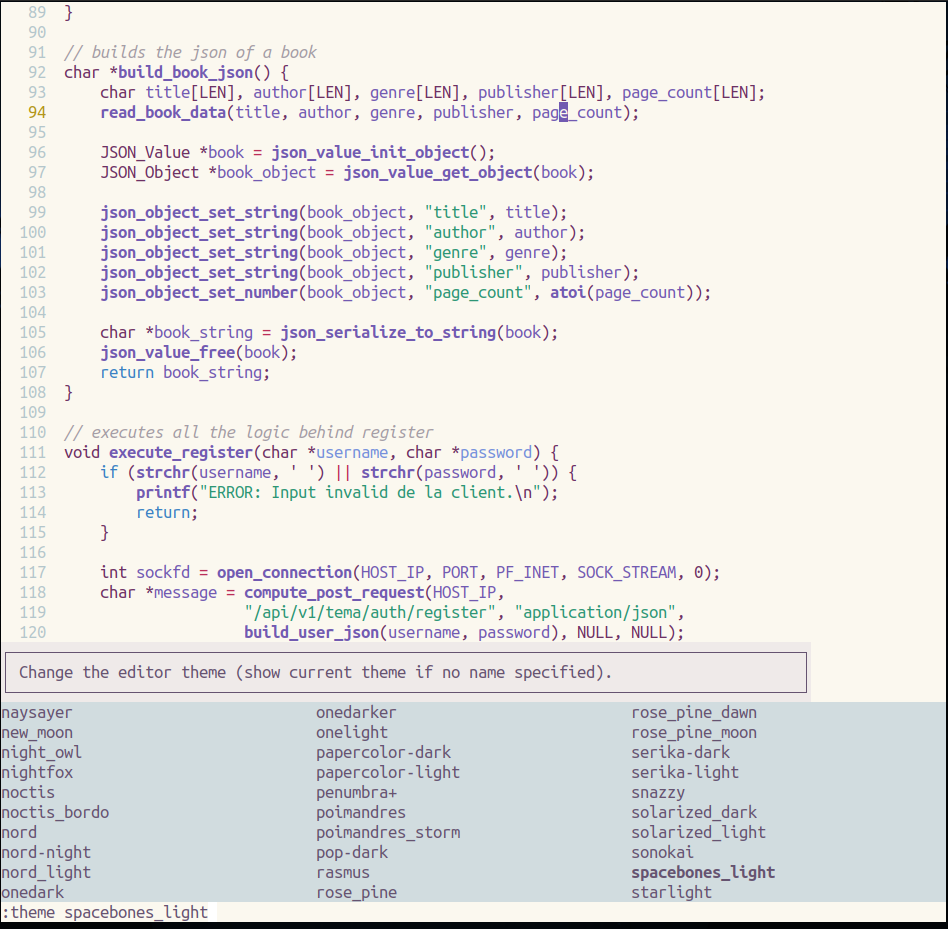 89 }
90
91 // builds the json of a book
92 char *build_book_json() {
93     char title[LEN], author[LEN], genre[LEN], publisher[LEN], page_count[LEN];
94     read_book_data(title, author, genre, publisher, page_count);
95
96     JSON_Value *book = json_value_init_object();
97     JSON_Object *book_object = json_value_get_object(book);
98
99     json_object_set_string(book_object, "title", title);
100     json_object_set_string(book_object, "author", author);
101     json_object_set_string(book_object, "genre", genre);
102     json_object_set_string(book_object, "publisher", publisher);
103     json_object_set_number(book_object, "page_count", atoi(page_count));
104
105     char *book_string = json_serialize_to_string(book);
106     json_value_free(book);
107     return book_string;
108 }
109
110 // executes all the logic behind register
111 void execute_register(char *username, char *password) {
112     if (strchr(username, ' ') || strchr(password, ' ')) {
113         printf("ERROR: Input invalid de la client.\n");
114         return;
115     }
116
117     int sockfd = open_connection(HOST_IP, PORT, PF_INET, SOCK_STREAM, 0);
118     char *message = compute_post_request(HOST_IP,
119                     "/api/v1/tema/auth/register", "application/json",
120                     build_user_json(username, password), NULL, NULL);
Change the editor theme (show current theme if no name specified).
naysayer onedarker rose_pine_dawn
new_moon onelight rose_pine_moon
night_owl papercolor-dark serika-dark
nightfox papercolor-light serika-light
noctis penumbra+ snazzy
noctis_bordo poimandres solarized_dark
nord poimandres_storm solarized_light
nord-night pop-dark sonokai
nord_light rasmus spacebones_light
onedark rose_pine starlight
:theme spacebones_light